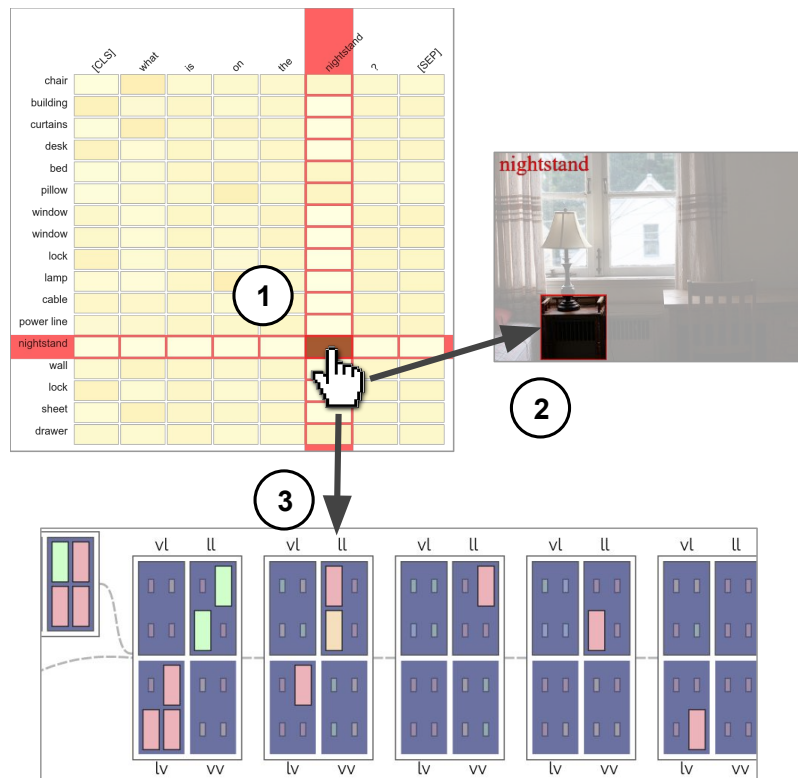 [CLS] what is on the nightstand ? [SEP]
chair
building
curtains
desk
bed
pillow
window
window
lock
lamp
cable
power line
nightstand
wall
lock
sheet
drawer
1
nightstand
2
3
vl ll vl ll vl ll vl ll vl ll
lv vv lv vv lv vv lv vv lv vv